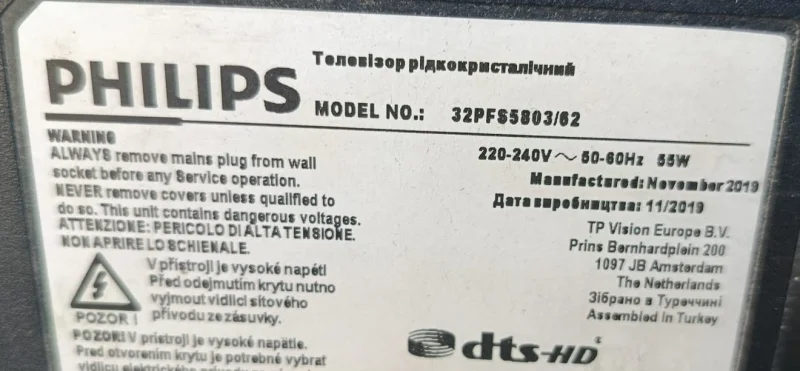 PHILIPS
Телевізор рідкокристалічний
MODEL NO.: 32PFS5803/62
220-240V ~ 50-60Hz 55W
Manufactured: November 2019
Дата виробництва: 11/2019
TP Vision Europe B.V.
Prins Bernhardplein 200
1097 JB Amsterdam
The Netherlands
Зібрано в Туреччині
Assembled in Turkey
WARNING
ALWAYS remove mains plug from wall
socket before any Service operation.
NEVER remove covers unless qualified to
do so. This unit contains dangerous voltages.
ATTENZIONE: PERICOLO DI ALTA TENSIONE.
NON APRIRE LO SCHIENALE.
V přístroji je vysoké napětí
Před odejmutím krytu nutno
vyjmout vidlici síťového
přívodu ze zásuvky.
POZOR !
POZOR! V prístroji je vysoké napätie.
Pred otvorením krytu je potrebné vybrat
dts-HD